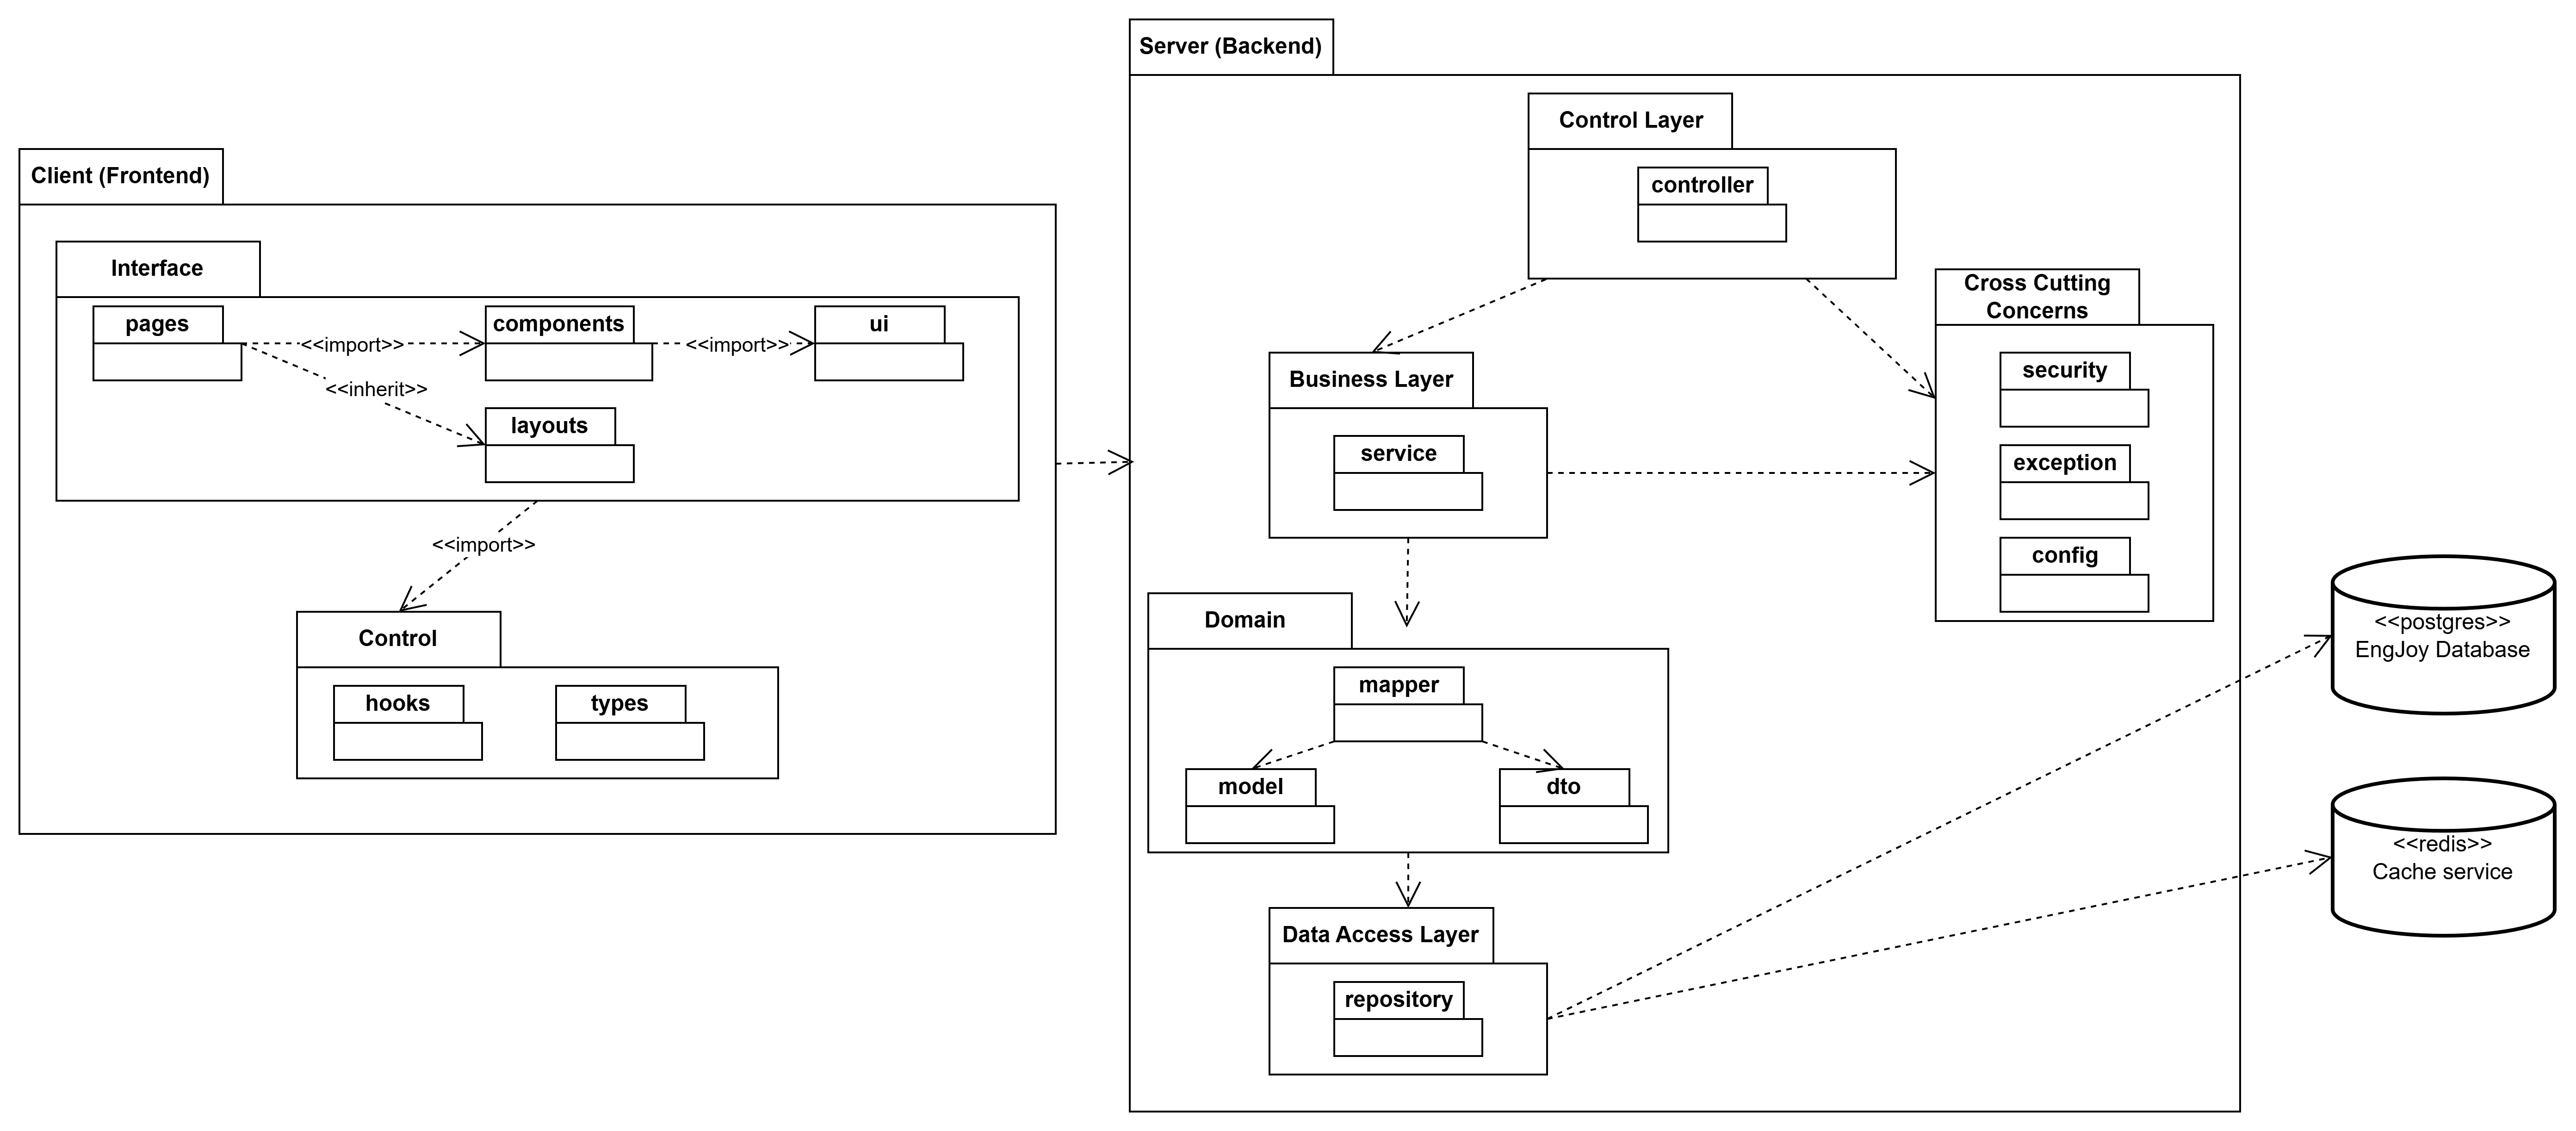 Client (Frontend)
Interface
pages
<<import>>
components
<<import>>
ui
<<inherit>>
layouts
<<import>>
Control
hooks
types
Server (Backend)
Control Layer
controller
Cross Cutting
Concerns
security
exception
config
Business Layer
service
Domain
mapper
model
dto
Data Access Layer
repository
<<postgres>>
EngJoy Database
<<redis>>
Cache service